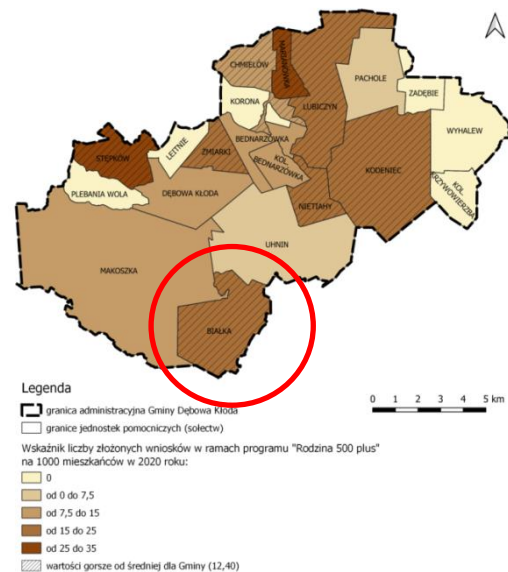 CHMIELÓW
MARIANÓWKA
PACHOLE
LUBICZYN
ZADĘBIE
KORONA
WYHALEW
LEITNIE
BEDNARZÓWKA
STĘPKÓW
ŻMIARKI
KOL. BEDNARZÓWKA
KODENIEC
PLEBANIA WOLA
DĘBOWA KŁODA
KOL. KRZYWOWIERZBA
NIETIAHY
UHNIN
MAKOSZKA
BIAŁKA
Legenda
granica administracyjna Gminy Dębowa Kłoda
granice jednostek pomocniczych (sołectw)
0 1 2 3 4 5 km
Wskaźnik liczby złożonych wniosków w ramach programu "Rodzina 500 plus"
na 1000 mieszkańców w 2020 roku:
0
od 0 do 7,5
od 7,5 do 15
od 15 do 25
od 25 do 35
wartości gorsze od średniej dla Gminy (12,40)